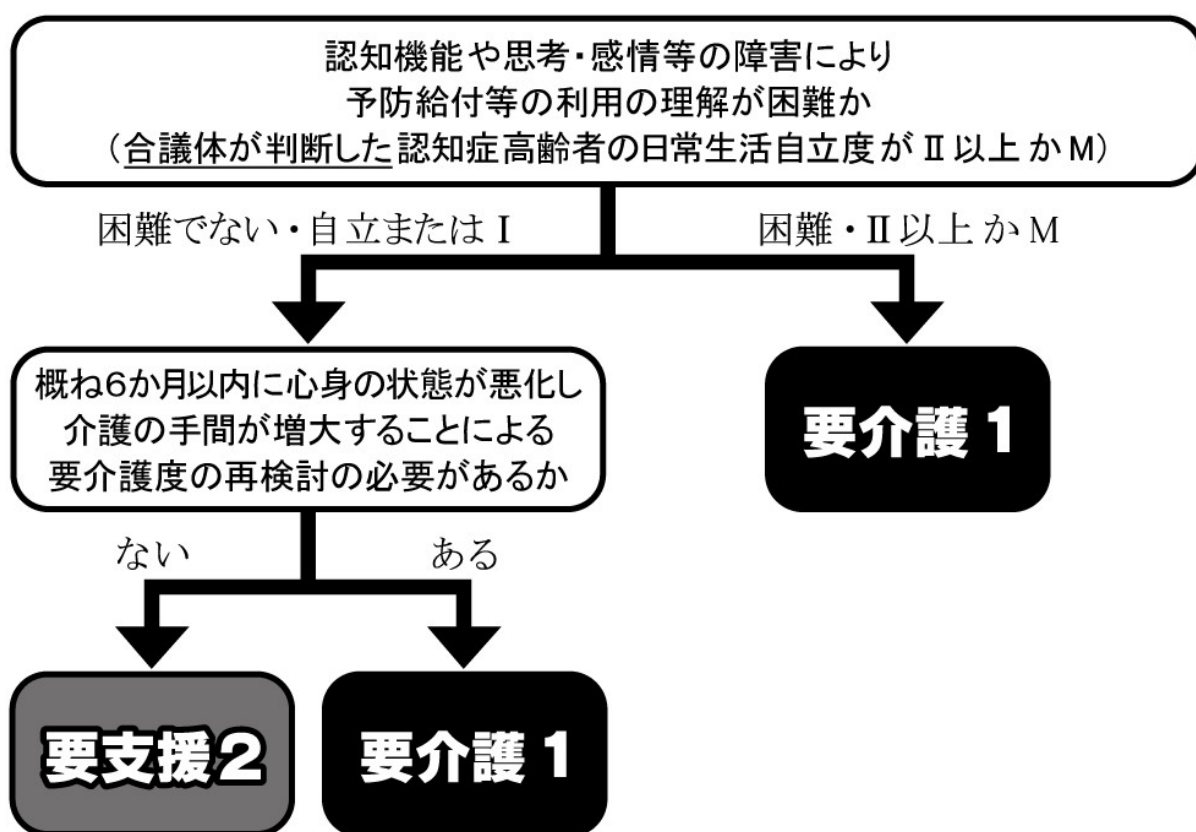 認知機能や思考・感情等の障害により
予防給付等の利用の理解が困難か
（合議体が判断した認知症高齢者の日常生活自立度がⅡ以上かM）
困難でない・自立またはⅠ
困難・Ⅱ以上かM
概ね6か月以内に心身の状態が悪化し
介護の手間が増大することによる
要介護度の再検討の必要があるか
要介護1
ない
ある
要支援2
要介護1